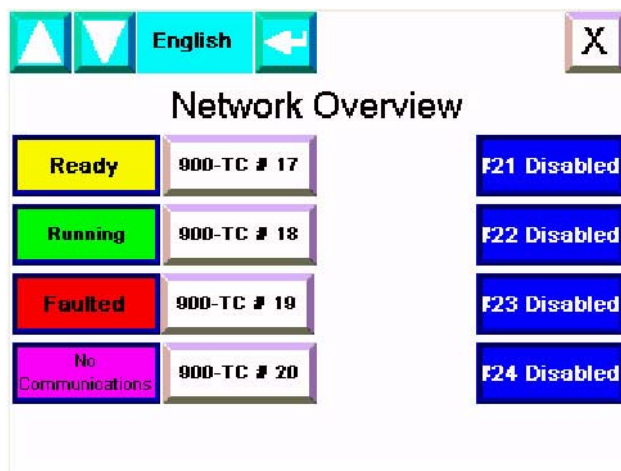 English
X
Network Overview
Ready 900-TC # 17 #21 Disabled
Running 900-TC # 18 #22 Disabled
Faulted 900-TC # 19 #23 Disabled
No
Communications
900-TC # 20 #24 Disabled